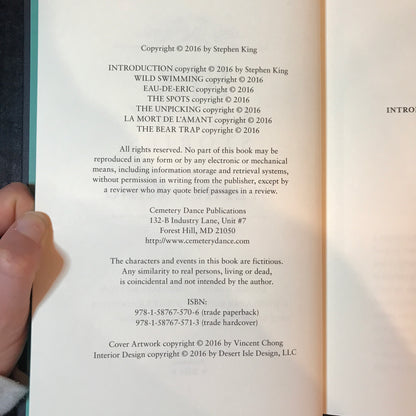 Copyright © 2016 by Stephen King
INTRODUCTION copyright © 2016 by Stephen King
WILD SWIMMING copyright © 2016
EAU-DE-ERIC copyright © 2016
THE SPOTS copyright © 2016
THE UNPICKING copyright © 2016
LA MORT DE L'AMANT copyright © 2016
THE BEAR TRAP copyright © 2016
All rights reserved. No part of this book may be
reproduced in any form or by any electronic or mechanical
means, including information storage and retrieval systems,
without permission in writing from the publisher, except by
a reviewer who may quote brief passages in a review.
Cemetery Dance Publications
132-B Industry Lane, Unit #7
Forest Hill, MD 21050
http://www.cemeterydance.com
The characters and events in this book are fictitious.
Any similarity to real persons, living or dead,
is coincidental and not intended by the author.
ISBN:
978-1-58767-570-6 (trade paperback)
978-1-58767-571-3 (trade hardcover)
Cover Artwork copyright © 2016 by Vincent Chong
Interior Design copyright © 2016 by Desert Isle Design, LLC
INTRO